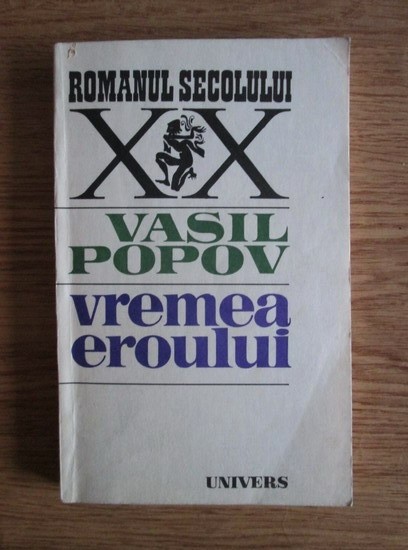 ROMANUL SECOLULUI
XX
VASIL
POPOV
vremea
eroului
UNIVERS